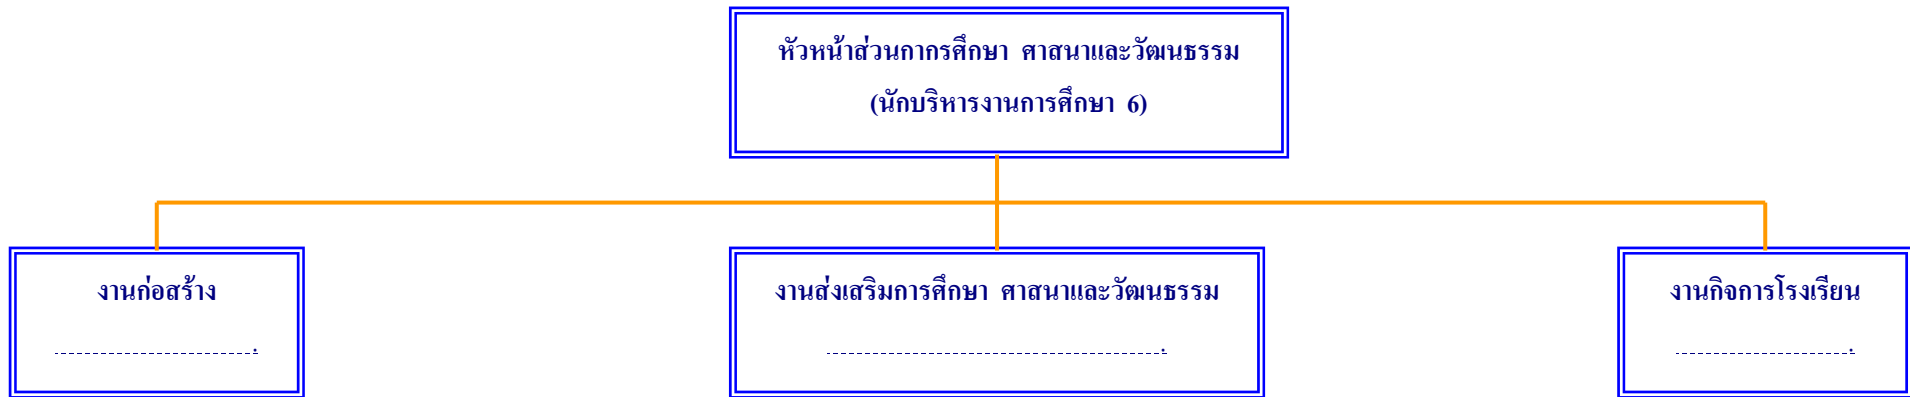 หัวหน้าส่วนกากรศึกษา ศาสนาและวัฒนธรรม
(นักบริหารงานการศึกษา 6)
งานก่อสร้าง
.
งานส่งเสริมการศึกษา ศาสนาและวัฒนธรรม
.
งานกิจการโรงเรียน
.